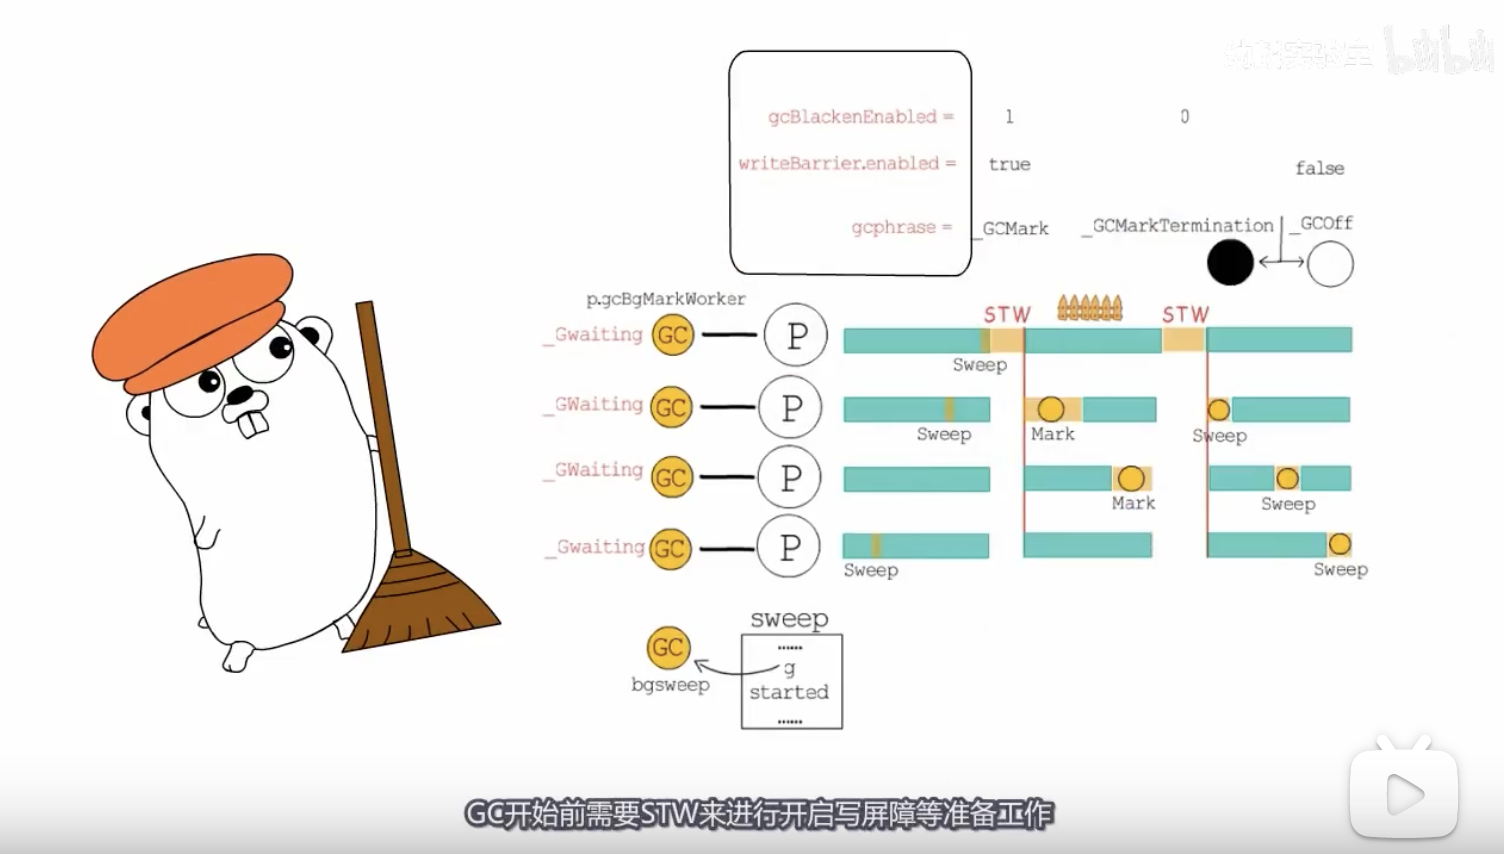 bilibili
gcBlackenEnabled = 1 0
writeBarrier.enabled = true false
gcphrase = _GCMark _GCMarkTermination _GCOff
p.gcBgMarkWorker
STW STW
_Gwaiting GC P
Sweep
_GWaiting GC P
Sweep Mark Sweep
_GWaiting GC P
Mark Sweep
_Gwaiting GC P
Sweep Sweep
sweep
GC
bgsweep
......
g
started
......
GC开始前需要STW来进行开启写屏障等准备工作